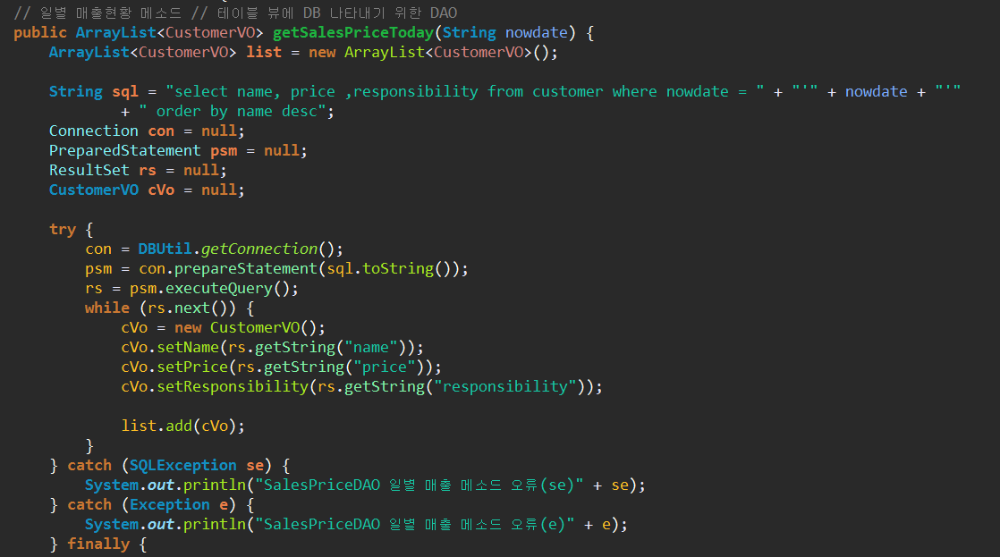 // 일별 매출현황 메소드 // 테이블 뷰에 DB 나타내기 위한 DAO
public ArrayList<CustomerVO> getSalesPriceToday(String nowdate) {
ArrayList<CustomerVO> list = new ArrayList<CustomerVO>();
String sql = "select name, price ,responsibility from customer where nowdate = " + "'" + nowdate + "'"
+ " order by name desc";
Connection con = null;
PreparedStatement psm = null;
ResultSet rs = null;
CustomerVO cVo = null;
try {
con = DBUtil.getConnection();
psm = con.prepareStatement(sql.toString());
rs = psm.executeQuery();
while (rs.next()) {
cVo = new CustomerVO();
cVo.setName(rs.getString("name"));
cVo.setPrice(rs.getString("price"));
cVo.setResponsibility(rs.getString("responsibility"));
list.add(cVo);
}
} catch (SQLException se) {
System.out.println("SalesPriceDAO 일별 매출 메소드 오류(se)" + se);
} catch (Exception e) {
System.out.println("SalesPriceDAO 일별 매출 메소드 오류(e)" + e);
} finally {